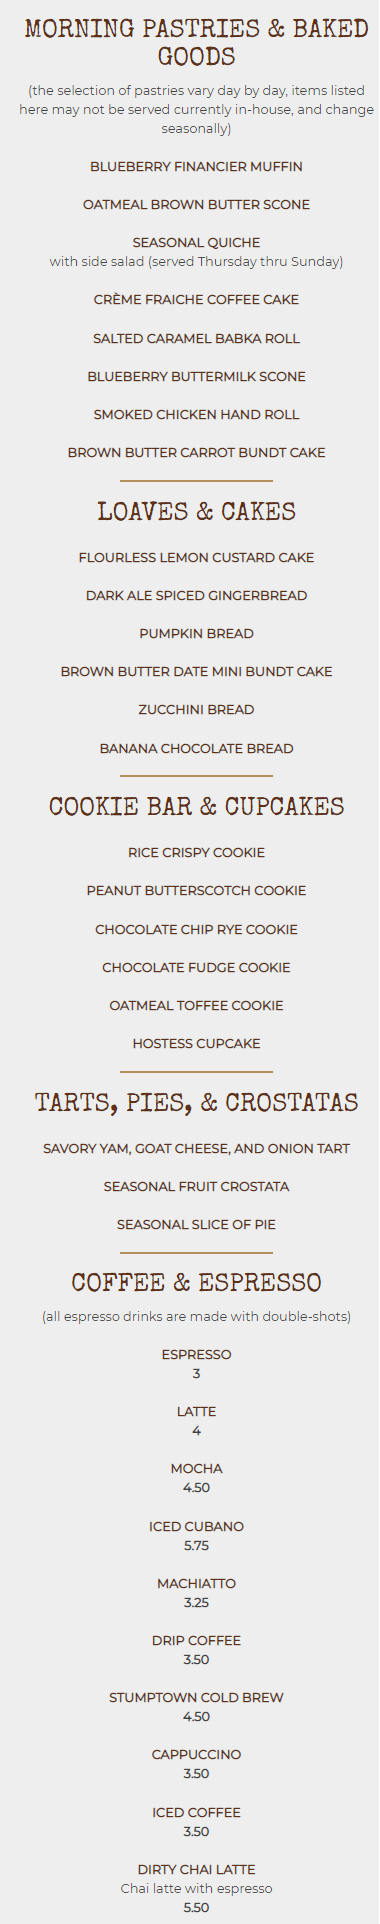 MORNING PASTRIES & BAKED
GOODS
(the selection of pastries vary day by day, items listed
here may not be served currently in-house, and change
seasonally)
BLUEBERRY FINANCIER MUFFIN
OATMEAL BROWN BUTTER SCONE
SEASONAL QUICHE
with side salad (served Thursday thru Sunday)
CRÈME FRAICHE COFFEE CAKE
SALTED CARAMEL BABKA ROLL
BLUEBERRY BUTTERMILK SCONE
SMOKED CHICKEN HAND ROLL
BROWN BUTTER CARROT BUNDT CAKE
LOAVES & CAKES
FLOURLESS LEMON CUSTARD CAKE
DARK ALE SPICED GINGERBREAD
PUMPKIN BREAD
BROWN BUTTER DATE MINI BUNDT CAKE
ZUCCHINI BREAD
BANANA CHOCOLATE BREAD
COOKIE BAR & CUPCAKES
RICE CRISPY COOKIE
PEANUT BUTTERSCOTCH COOKIE
CHOCOLATE CHIP RYE COOKIE
CHOCOLATE FUDGE COOKIE
OATMEAL TOFFEE COOKIE
HOSTESS CUPCAKE
TARTS, PIES, & CROSTATAS
SAVORY YAM, GOAT CHEESE, AND ONION TART
SEASONAL FRUIT CROSTATA
SEASONAL SLICE OF PIE
COFFEE & ESPRESSO
(all espresso drinks are made with double-shots)
ESPRESSO
3
LATTE
4
MOCHA
4.50
ICED CUBANO
5.75
MACHIATTO
3.25
DRIP COFFEE
3.50
STUMPTOWN COLD BREW
4.50
CAPPUCCINO
3.50
ICED COFFEE
3.50
DIRTY CHAI LATTE
Chai latte with espresso
5.50